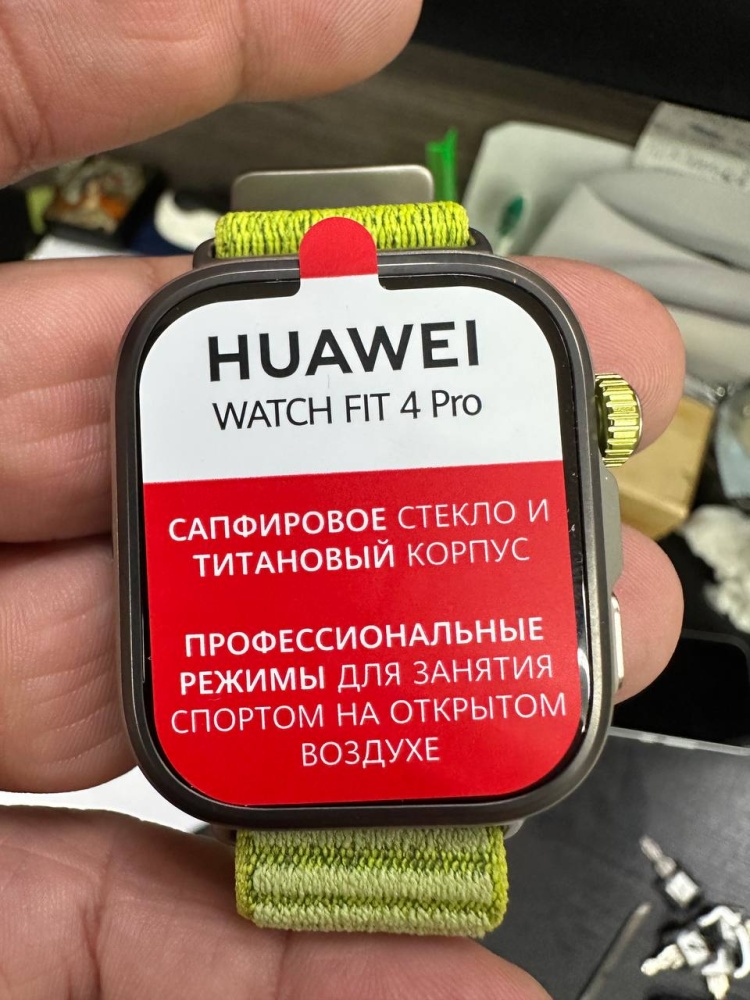 HUAWEI
WATCH FIT 4 Pro
САПФИРОВОЕ СТЕКЛО И
ТИТАНОВЫЙ КОРПУС
ПРОФЕССИОНАЛЬНЫЕ
РЕЖИМЫ ДЛЯ ЗАНЯТИЯ
СПОРТОМ НА ОТКРЫТОМ
ВОЗДУХЕ